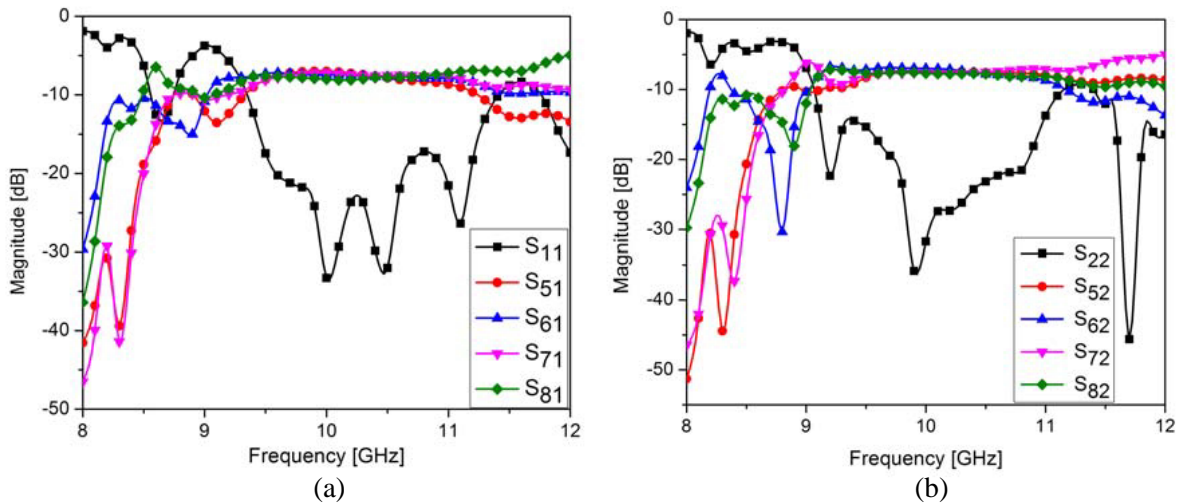 0
-10
-20
-30
-40
-50
Magnitude [dB]
8 9 10 11 12
Frequency [GHz]
S11
S51
S61
S71
S81
(a)
0
-10
-20
-30
-40
-50
Magnitude [dB]
8 9 10 11 12
Frequency [GHz]
S22
S52
S62
S72
S82
(b)